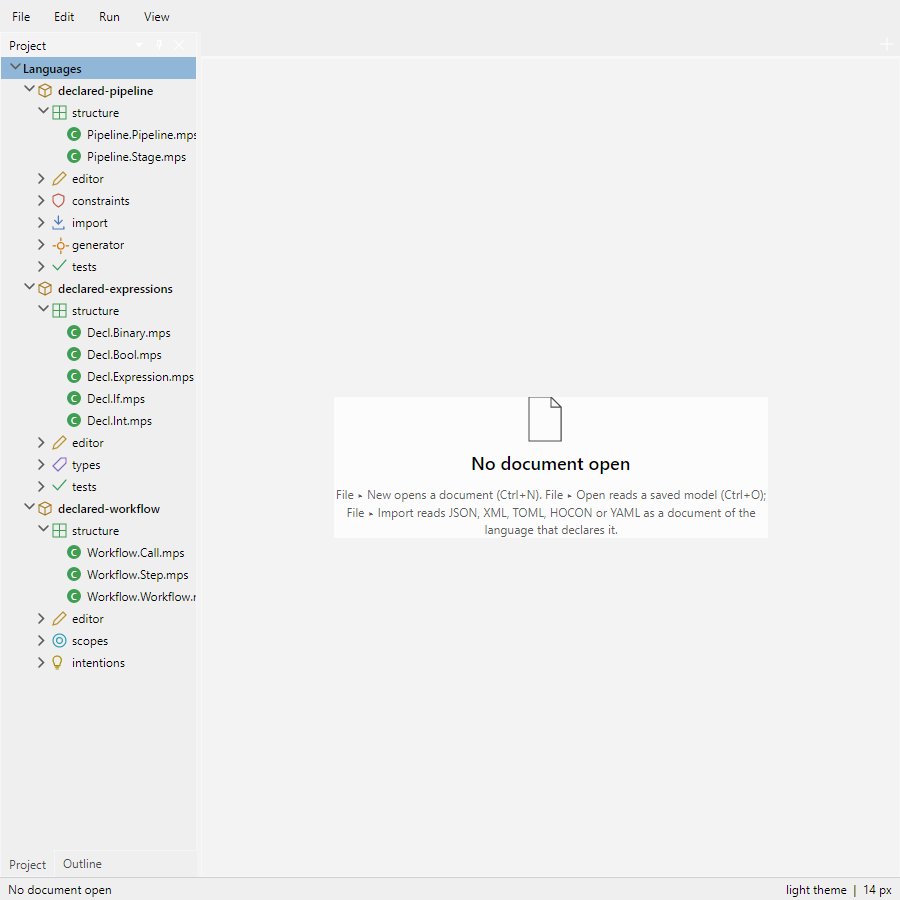 File Edit Run View
Project
Languages
declared-pipeline
structure
C Pipeline.Pipeline.mps
C Pipeline.Stage.mps
editor
constraints
import
generator
tests
declared-expressions
structure
C Decl.Binary.mps
C Decl.Bool.mps
C Decl.Expression.mps
C Decl.If.mps
C Decl.Int.mps
editor
types
tests
declared-workflow
structure
C Workflow.Call.mps
C Workflow.Step.mps
C Workflow.Workflow.
editor
scopes
intentions
No document open
File ▸ New opens a document (Ctrl+N). File ▸ Open reads a saved model (Ctrl+O);
File ▸ Import reads JSON, XML, TOML, HOCON or YAML as a document of the
language that declares it.
Project Outline
No document open light theme | 14 px